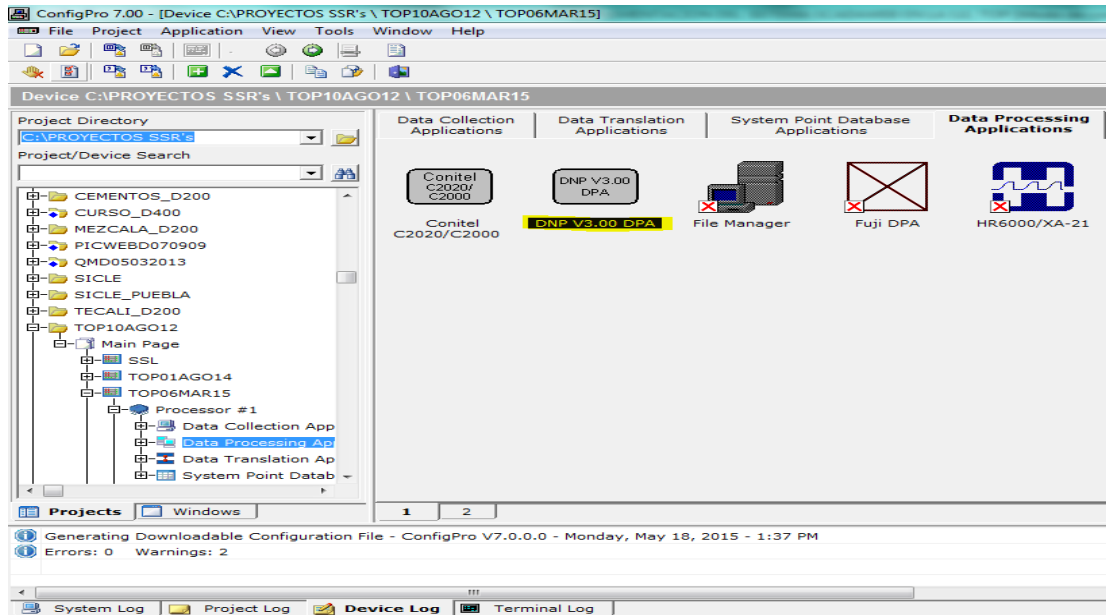 ConfigPro 7.00 - [Device C:\PROYECTOS SSR's \ TOP10AGO12 \ TOP06MAR15]
File Project Application View Tools Window Help
Device C:\PROYECTOS SSR's \ TOP10AGO12 \ TOP06MAR15
Project Directory
C:\PROYECTOS SSR's
Project/Device Search
CEMENTOS_D200
CURSO_D400
MEZCALA_D200
PICWEBD070909
QMD05032013
SICLE
SICLE_PUEBLA
TECALI_D200
TOP10AGO12
Main Page
SSL
TOP01AGO14
TOP06MAR15
Processor #1
Data Collection App
Data Processing Ap
Data Translation Ap
System Point Datab
Projects Windows
Data Collection
Applications
Data Translation
Applications
System Point Database
Applications
Data Processing
Applications
Conitel
C2020/
C2000
DNP V3.00
DPA
Conitel
C2020/C2000
DNP V3.00 DPA
File Manager
Fuji DPA
HR6000/XA-21
1 2
Generating Downloadable Configuration File - ConfigPro V7.0.0.0 - Monday, May 18, 2015 - 1:37 PM
Errors: 0 Warnings: 2
System Log Project Log Device Log Terminal Log